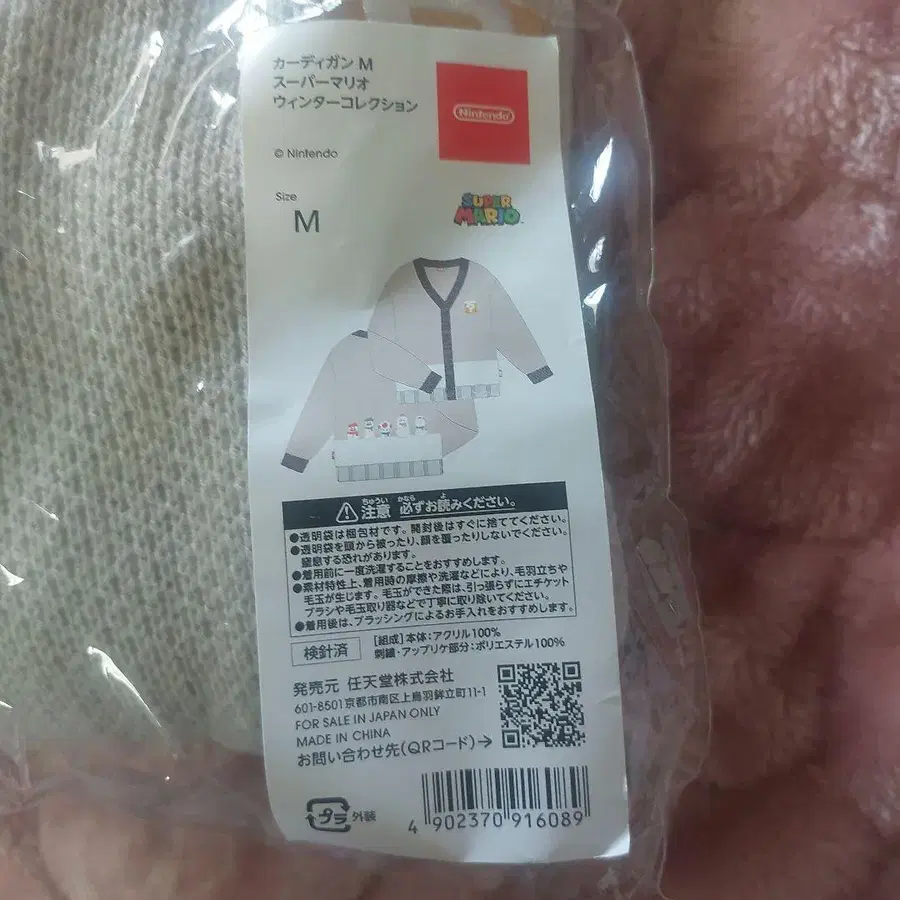 カーディガン M
スーパーマリオ
ウィンターコレクション
Nintendo
© Nintendo
Size
M
SUPER
MARIO
注意 必ずお読みください。
ちゅうい かなら よ
●透明袋は梱包材です。開封後はすぐに捨ててください。
●透明袋を頭から被ったり、顔を覆ったりしないでください。
窒息する恐れがあります。
●着用前に一度洗濯することをおすすめします。
●素材特性上、着用時の摩擦や洗濯などにより、毛羽立ちや
毛玉が生じます。毛玉ができた際は、引っ張らずにエチケット
ブラシや毛玉取り器などで丁寧に取り除いてください。
●着用後は、ブラッシングによるお手入れをおすすめします。
検針済
【組成】本体：アクリル100％
刺繍・アップリケ部分：ポリエステル100％
発売元 任天堂株式会社
601-8501京都市南区上鳥羽鉾立町11-1
FOR SALE IN JAPAN ONLY
MADE IN CHINA
お問い合わせ先（QRコード）→
プラ 外装
4 902370 916089